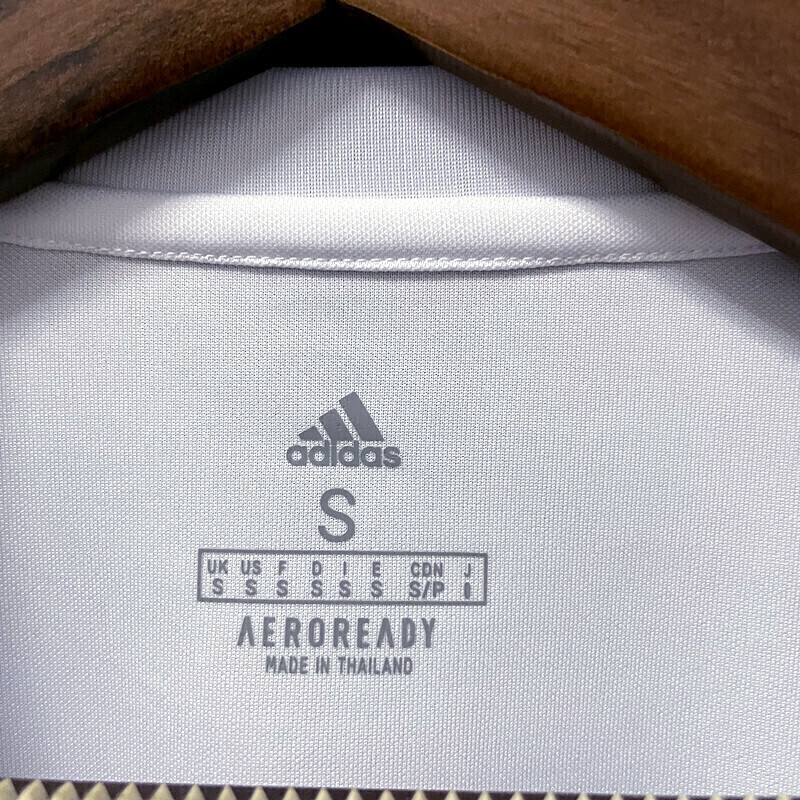 adidas
S
UK US F D I E CDN J
S S S S S S S/P
AEROREADY
MADE IN THAILAND